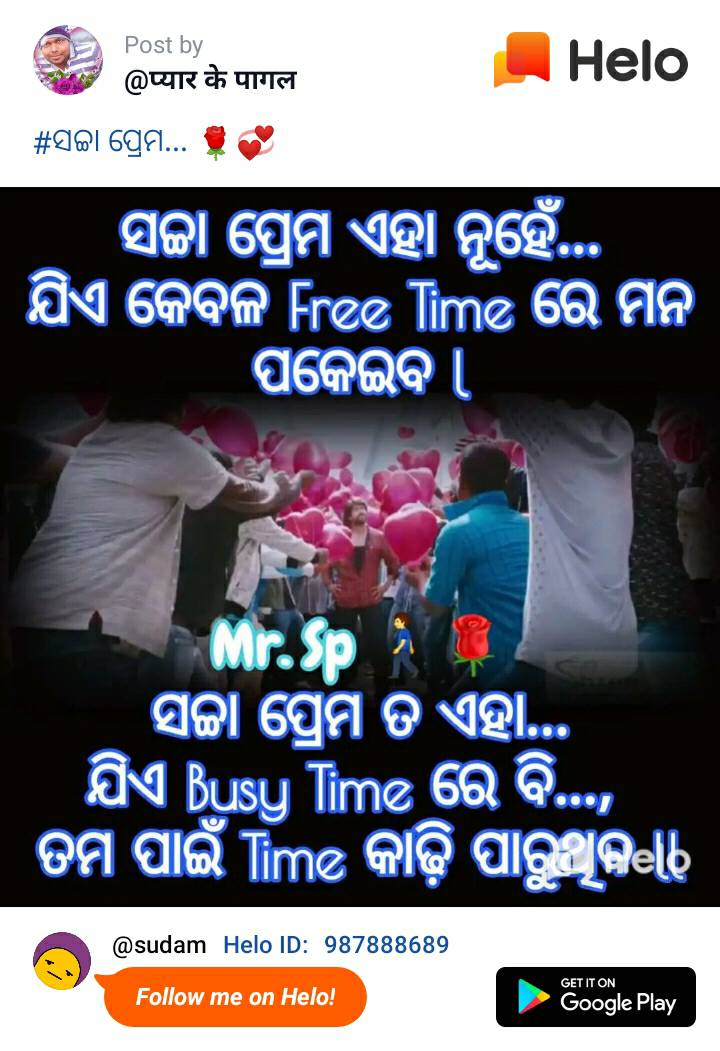 Post by
@प्यार के पागल
Helo
#ସଚ୍ଚା ପ୍ରେମ...
ସଚ୍ଚା ପ୍ରେମ ଏହା ନୂହେଁ...
ଯିଏ କେବଳ Free Time ରେ ମନ
ପକେଇବ |
Mr.Sp
ସଚ୍ଚା ପ୍ରେମ ତ ଏହା...
ଯିଏ Busy Time ରେ ବି...,
ତମ ପାଇଁ Time କାଢ଼ି ପାରୁଥିବ ||
Helo
@sudam Helo ID: 987888689
Follow me on Helo!
GET IT ON
Google Play